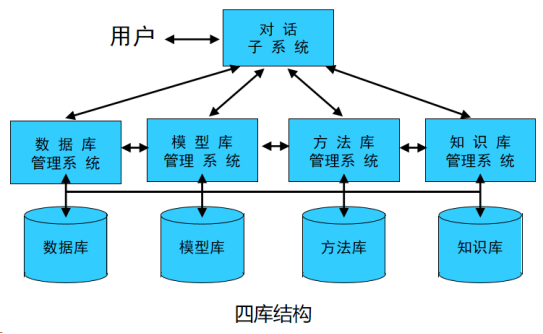 用户
对话
子系统
数据库
管理系统
模型库
管理系统
方法库
管理系统
知识库
管理系统
数据库
模型库
方法库
知识库
四库结构